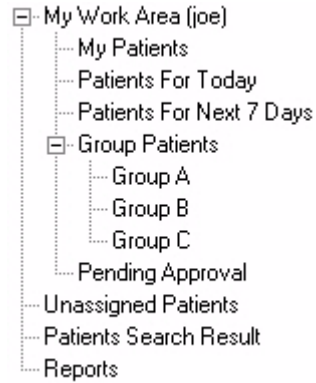 My Work Area (joe)
My Patients
Patients For Today
Patients For Next 7 Days
Group Patients
Group A
Group B
Group C
Pending Approval
Unassigned Patients
Patients Search Result
Reports